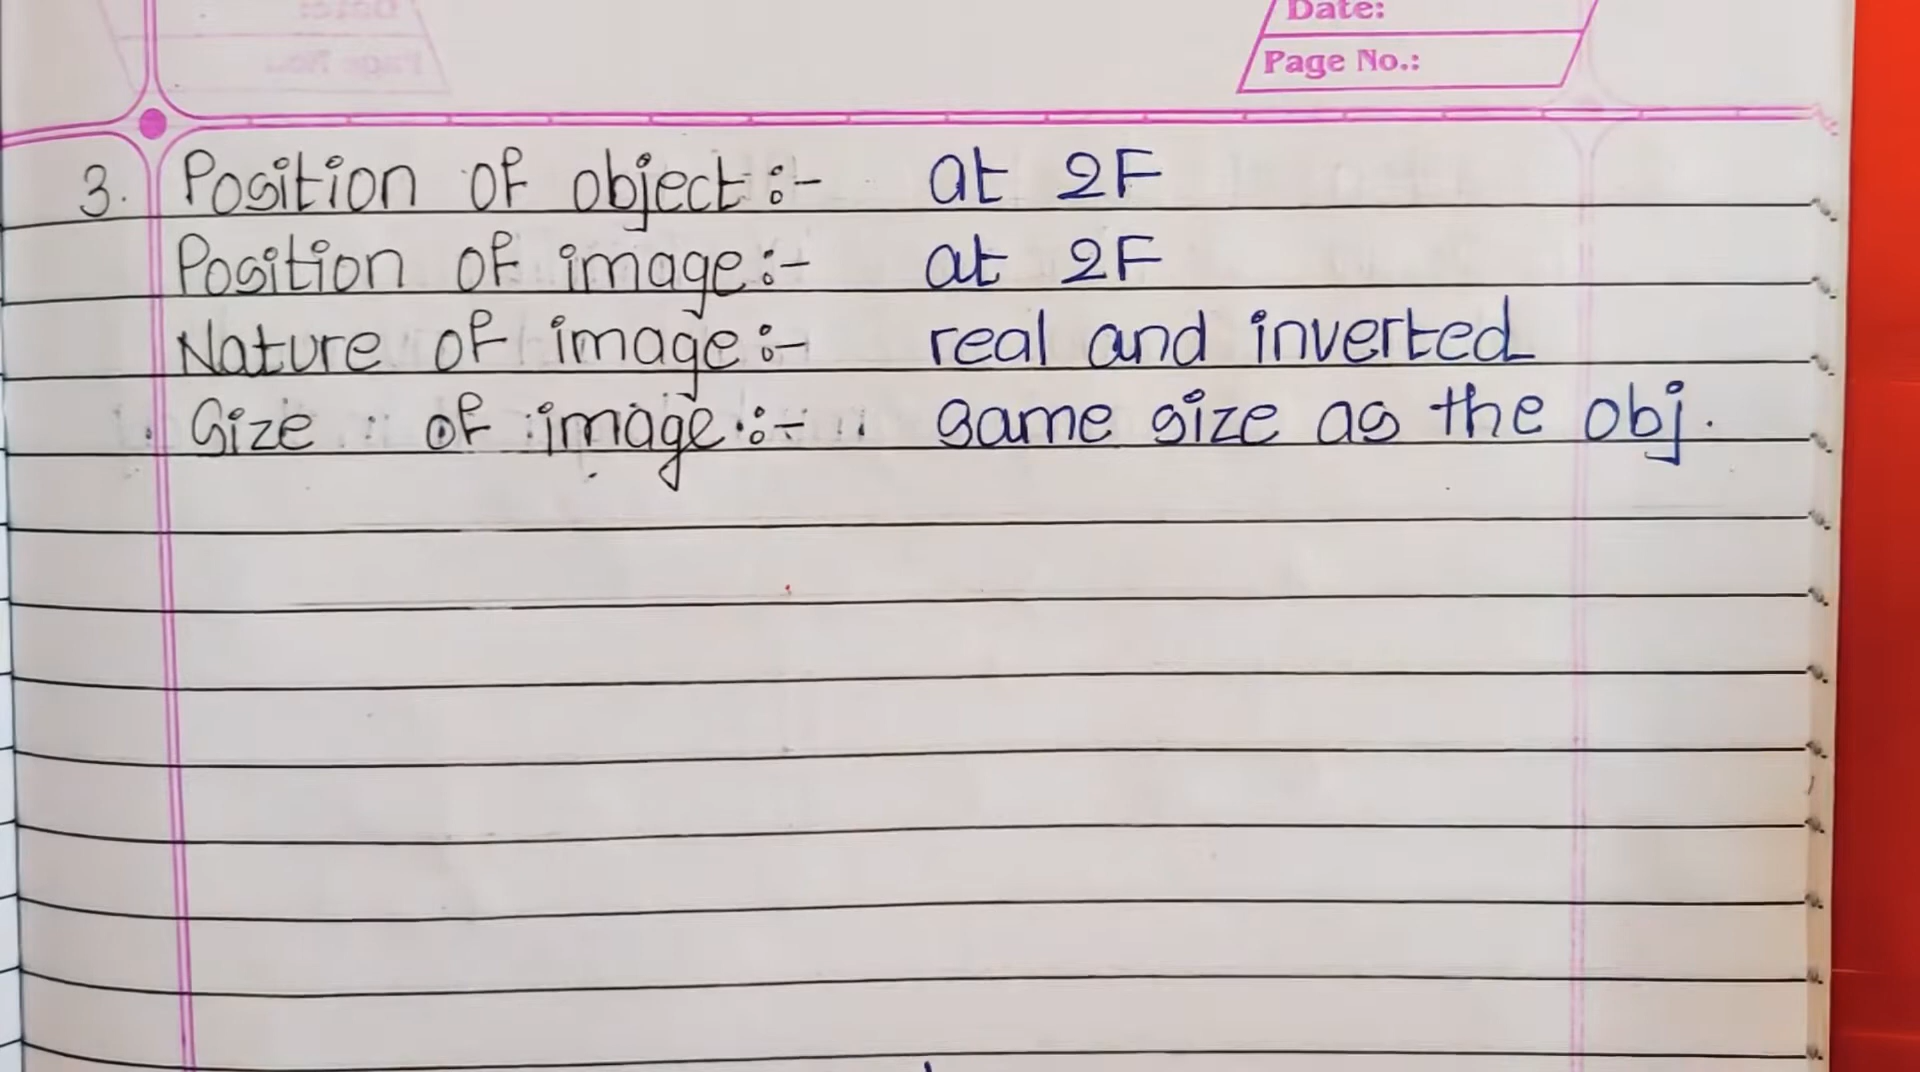 Date:
Page No.:
3. Position of object :- at 2F
Position of image :- at 2F
Nature of image :- real and inverted
Size of image :- same size as the obj.